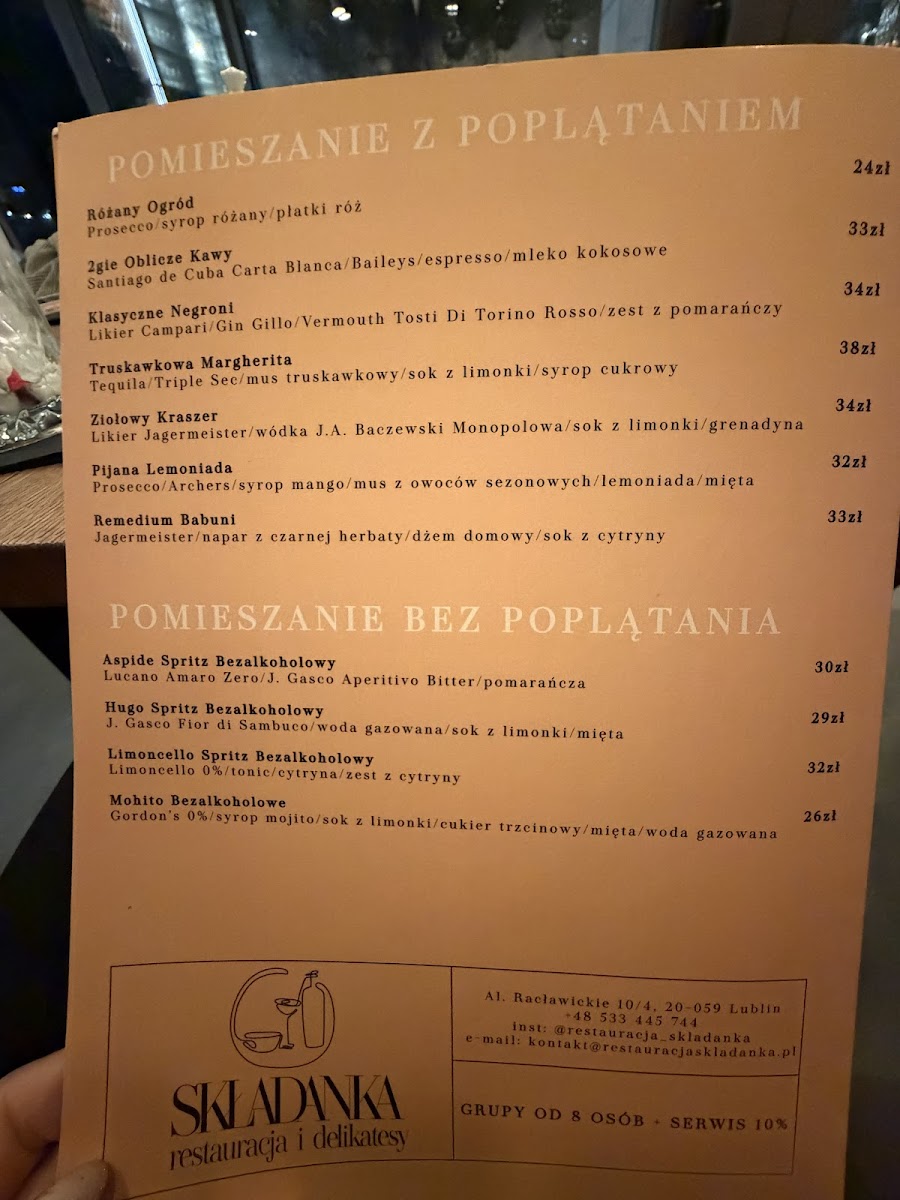 POMIESZANIE Z POPLĄTANIEM
Różany Ogród 24zł
Prosecco/syrop różany/płatki róż
2gie Oblicze Kawy 33zł
Santiago de Cuba Carta Blanca/Baileys/espresso/mleko kokosowe
Klasyczne Negroni 34zł
Likier Campari/Gin Gillo/Vermouth Tosti Di Torino Rosso/zest z pomarańczy
Truskawkowa Margherita 38zł
Tequila/Triple Sec/mus truskawkowy/sok z limonki/syrop cukrowy
Ziołowy Kraszer 34zł
Likier Jagermeister/wódka J.A. Baczewski Monopolowa/sok z limonki/grenadyna
Pijana Lemoniada 32zł
Prosecco/Archers/syrop mango/mus z owoców sezonowych/lemoniada/mięta
Remedium Babuni 33zł
Jagermeister/napar z czarnej herbaty/dżem domowy/sok z cytryny
POMIESZANIE BEZ POPLĄTANIA
Aspide Spritz Bezalkoholowy 30zł
Lucano Amaro Zero/J. Gasco Aperitivo Bitter/pomarańcza
Hugo Spritz Bezalkoholowy 29zł
J. Gasco Fior di Sambuco/woda gazowana/sok z limonki/mięta
Limoncello Spritz Bezalkoholowy 32zł
Limoncello 0%/tonic/cytryna/zest z cytryny
Mohito Bezalkoholowe 26zł
Gordon's 0%/syrop mojito/sok z limonki/cukier trzcinowy/mięta/woda gazowana
SKŁADANKA
restauracja i delikatesy
Al. Racławickie 10/4, 20-059 Lublin
+48 533 445 744
inst: @restauracja_skladanka
e-mail: kontakt@restauracjaskladanka.pl
GRUPY OD 8 OSÓB + SERWIS 10%